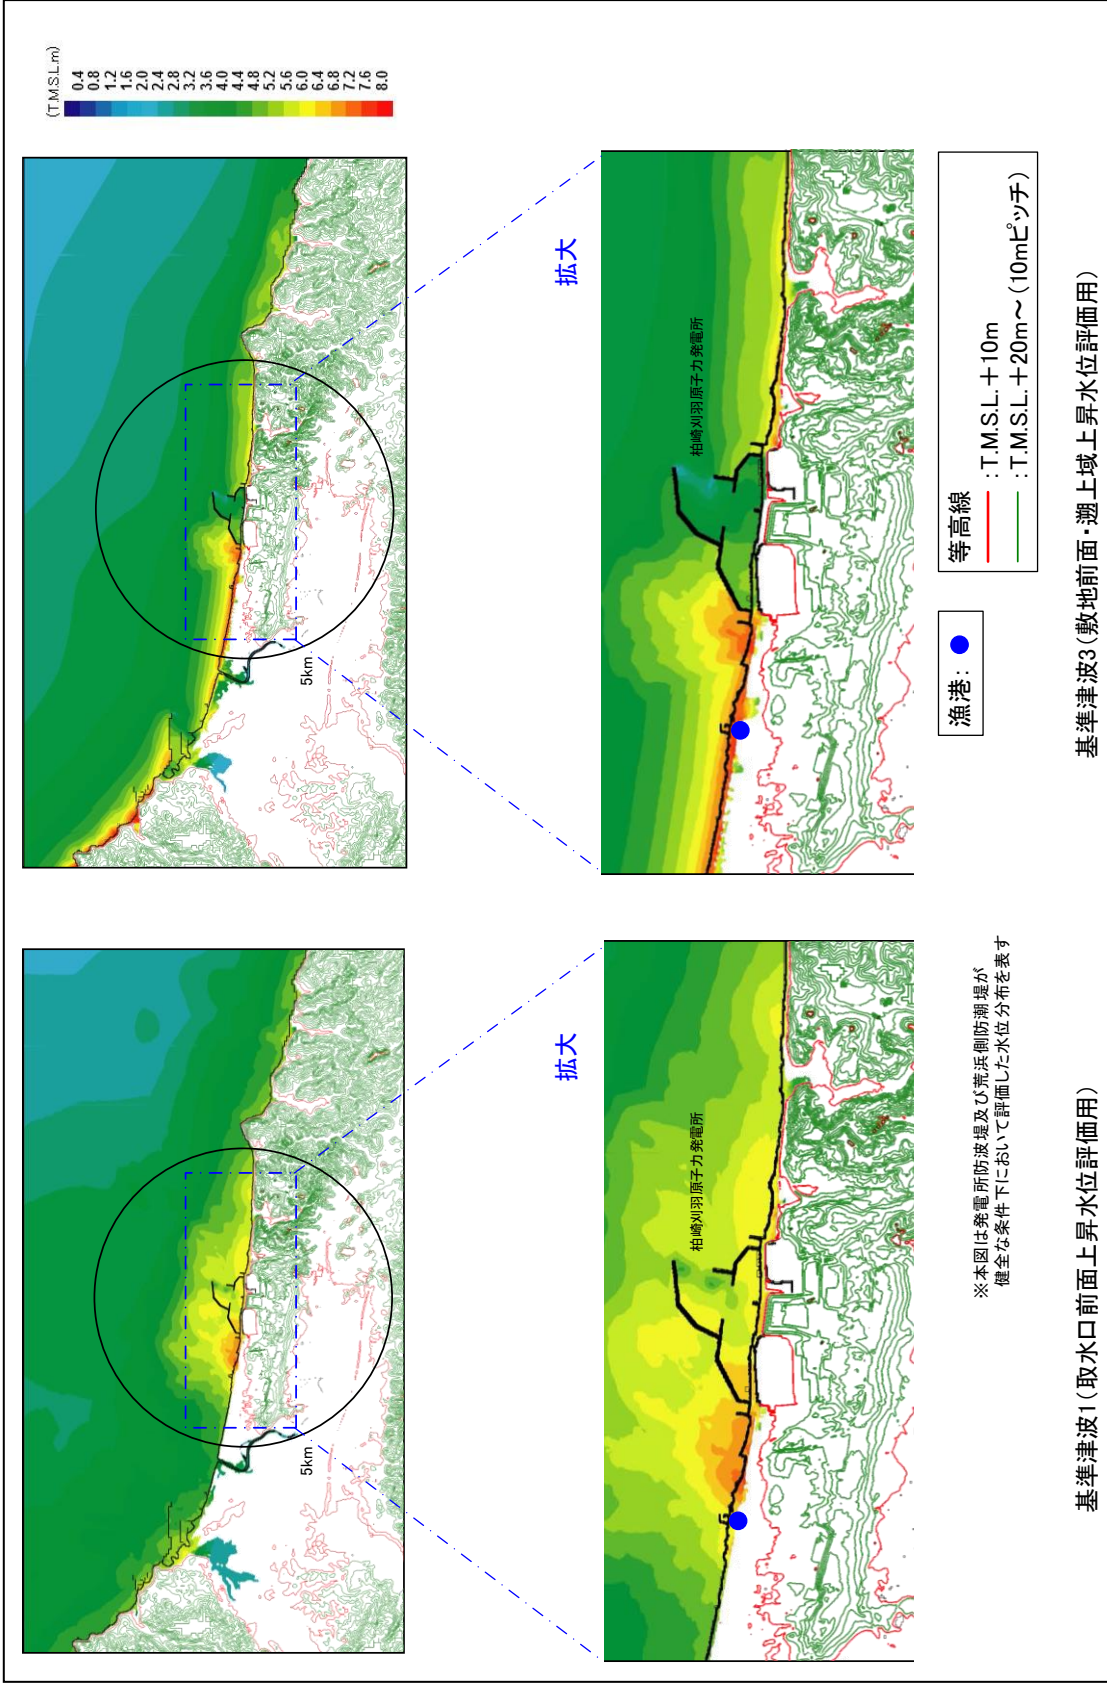 (T.M.S.L.m)
0.4
0.8
1.2
1.6
2.0
2.4
2.8
3.2
3.6
4.0
4.4
4.8
5.2
5.6
6.0
6.4
6.8
7.2
7.6
8.0
5km
5km
拡大
拡大
柏崎刈羽原子力発電所
柏崎刈羽原子力発電所
※本図は発電所防波堤及び荒浜側防潮堤が
健全な条件下において評価した水位分布を表す
漁港:
等高線
:T.M.S.L.+10m
:T.M.S.L.+20m~(10mピッチ)
基準津波1(取水口前面上昇水位評価用)
基準津波3(敷地前面・遡上域上昇水位評価用)